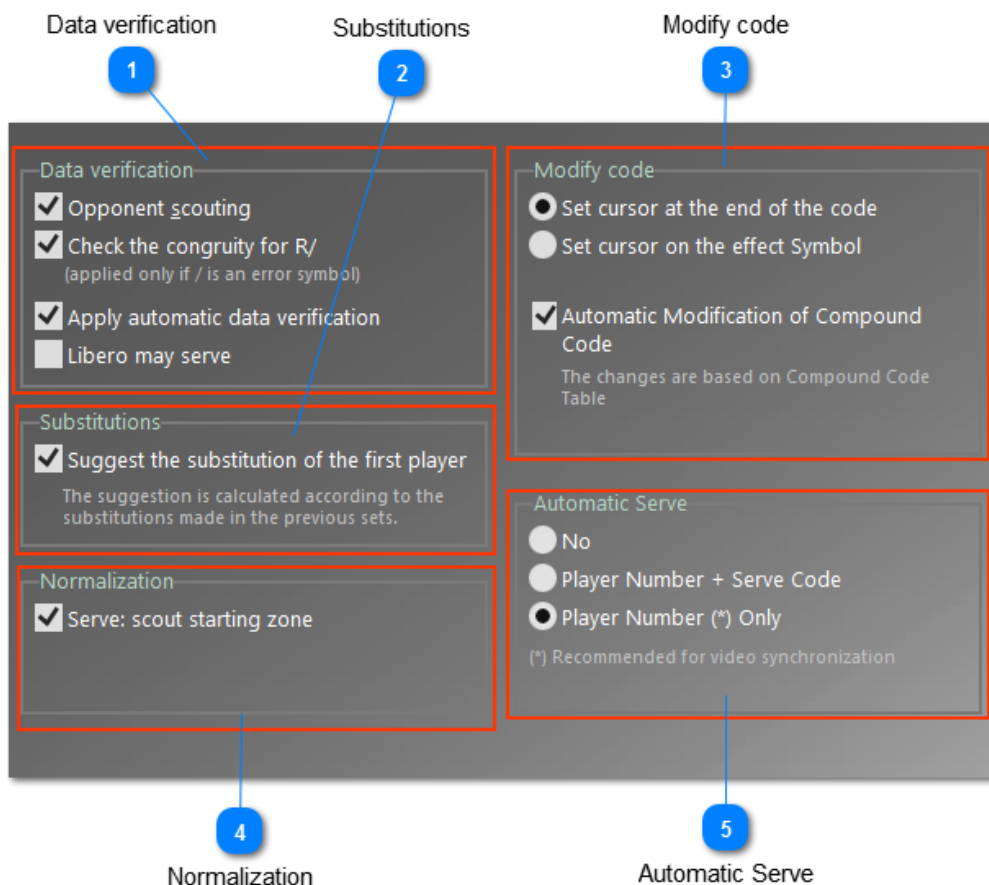 Data verification
Substitutions
Modify code
1
2
3
Data verification
Opponent scouting
Check the congruity for R/
(applied only if / is an error symbol)
Apply automatic data verification
Libero may serve
Substitutions
Suggest the substitution of the first player
The suggestion is calculated according to the
substitutions made in the previous sets.
Normalization
Serve: scout starting zone
Modify code
Set cursor at the end of the code
Set cursor on the effect Symbol
Automatic Modification of Compound
Code
The changes are based on Compound Code
Table
Automatic Serve
No
Player Number + Serve Code
Player Number (*) Only
(*) Recommended for video synchronization
4
5
Normalization
Automatic Serve